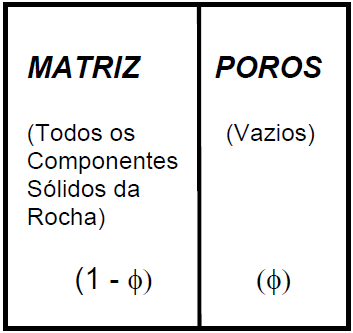 MATRIZ
(Todos os
Componentes
Sólidos da
Rocha)
(1 - ϕ)
POROS
(Vazios)
(ϕ)